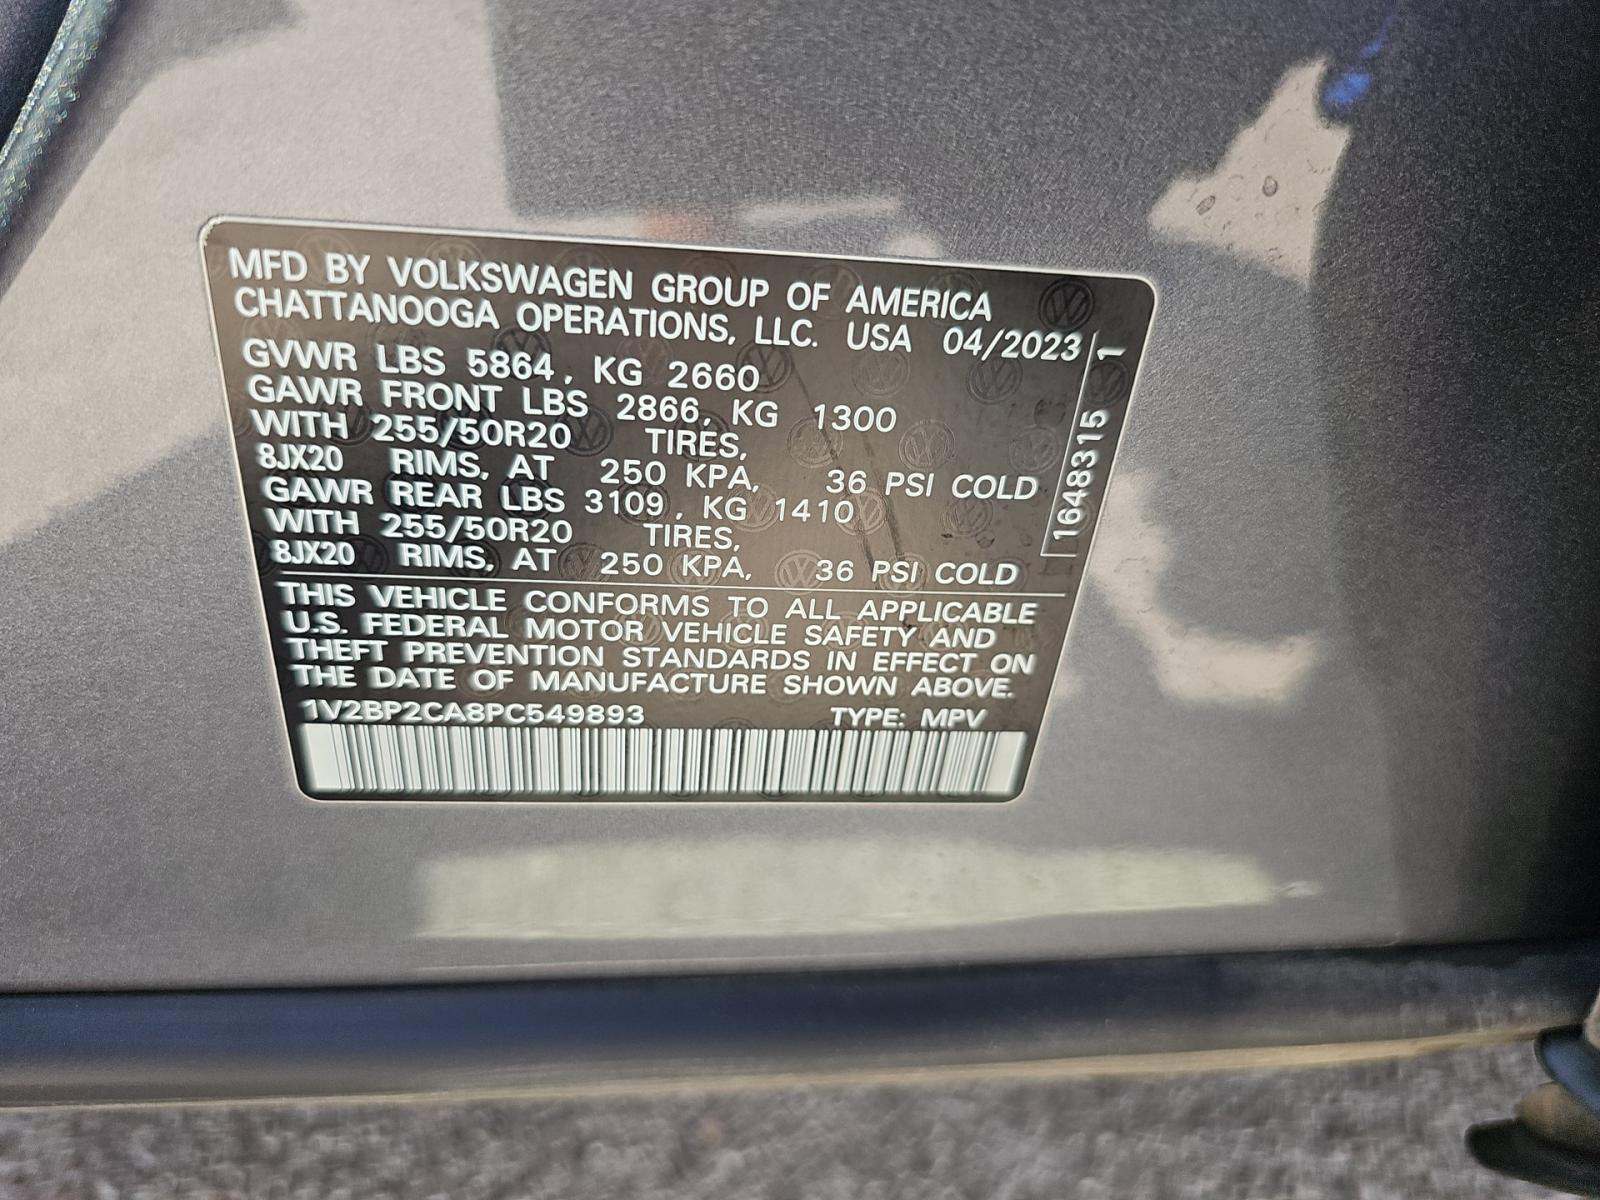 MFD BY VOLKSWAGEN GROUP OF AMERICA
CHATTANOOGA OPERATIONS, LLC. USA 04/2023
GVWR LBS 5864, KG 2660
GAWR FRONT LBS 2866, KG 1300
WITH 255/50R20 TIRES,
8JX20 RIMS, AT 250 KPA, 36 PSI COLD
GAWR REAR LBS 3109, KG 1410
WITH 255/50R20 TIRES,
8JX20 RIMS, AT 250 KPA, 36 PSI COLD
THIS VEHICLE CONFORMS TO ALL APPLICABLE
U.S. FEDERAL MOTOR VEHICLE SAFETY AND
THEFT PREVENTION STANDARDS IN EFFECT ON
THE DATE OF MANUFACTURE SHOWN ABOVE.
1V2BP2CA8PC549893 TYPE: MPV
16483315 1